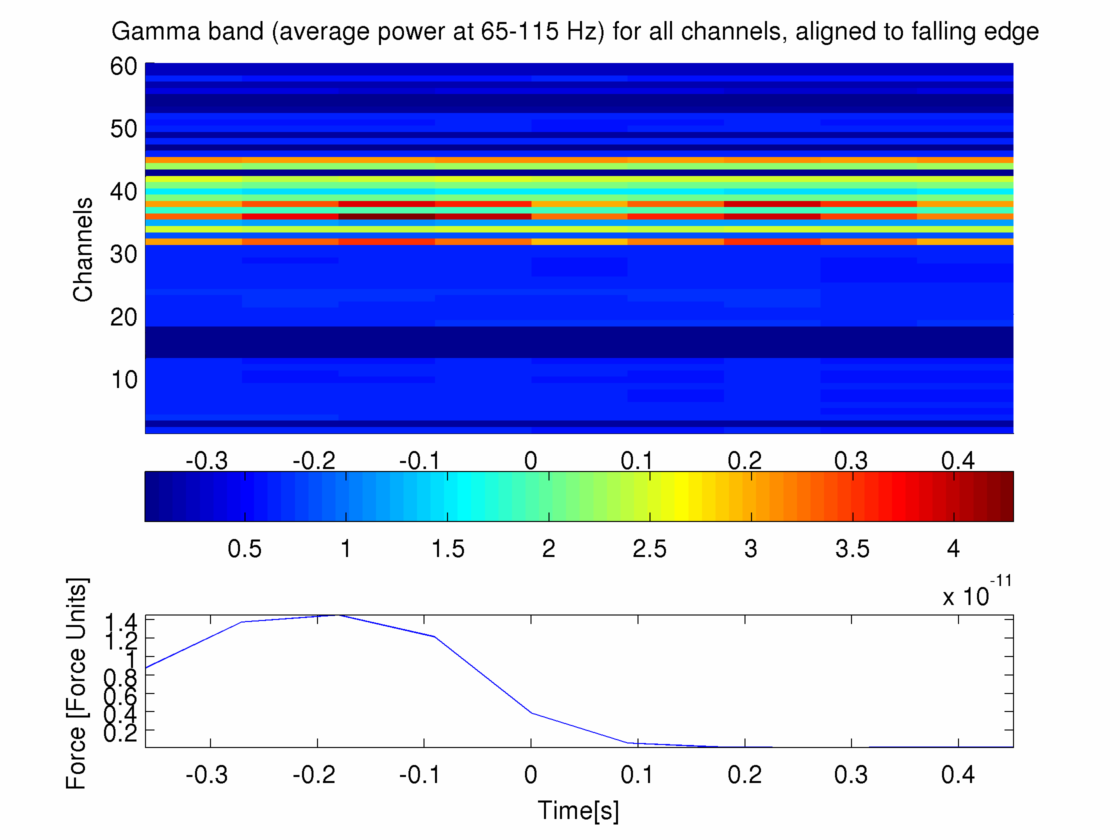 Gamma band (average power at 65-115 Hz) for all channels, aligned to falling edge
60
50
40
30
20
10
Channels
-0.3 -0.2 -0.1 0 0.1 0.2 0.3 0.4
0.5 1 1.5 2 2.5 3 3.5 4
x 10-11
1.4
1.2
1
0.8
0.6
0.4
0.2
Force [Force Units]
-0.3 -0.2 -0.1 0 0.1 0.2 0.3 0.4
Time[s]